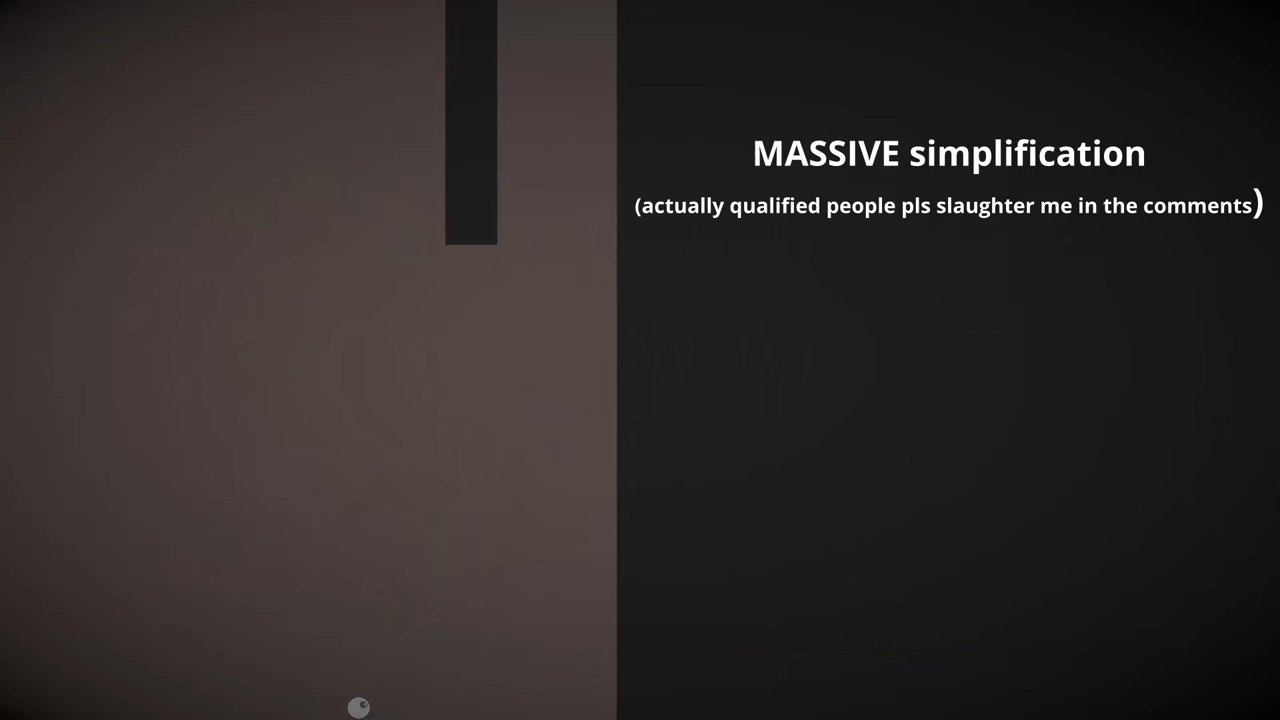 MASSIVE simplification
(actually qualified people pls slaughter me in the comments)